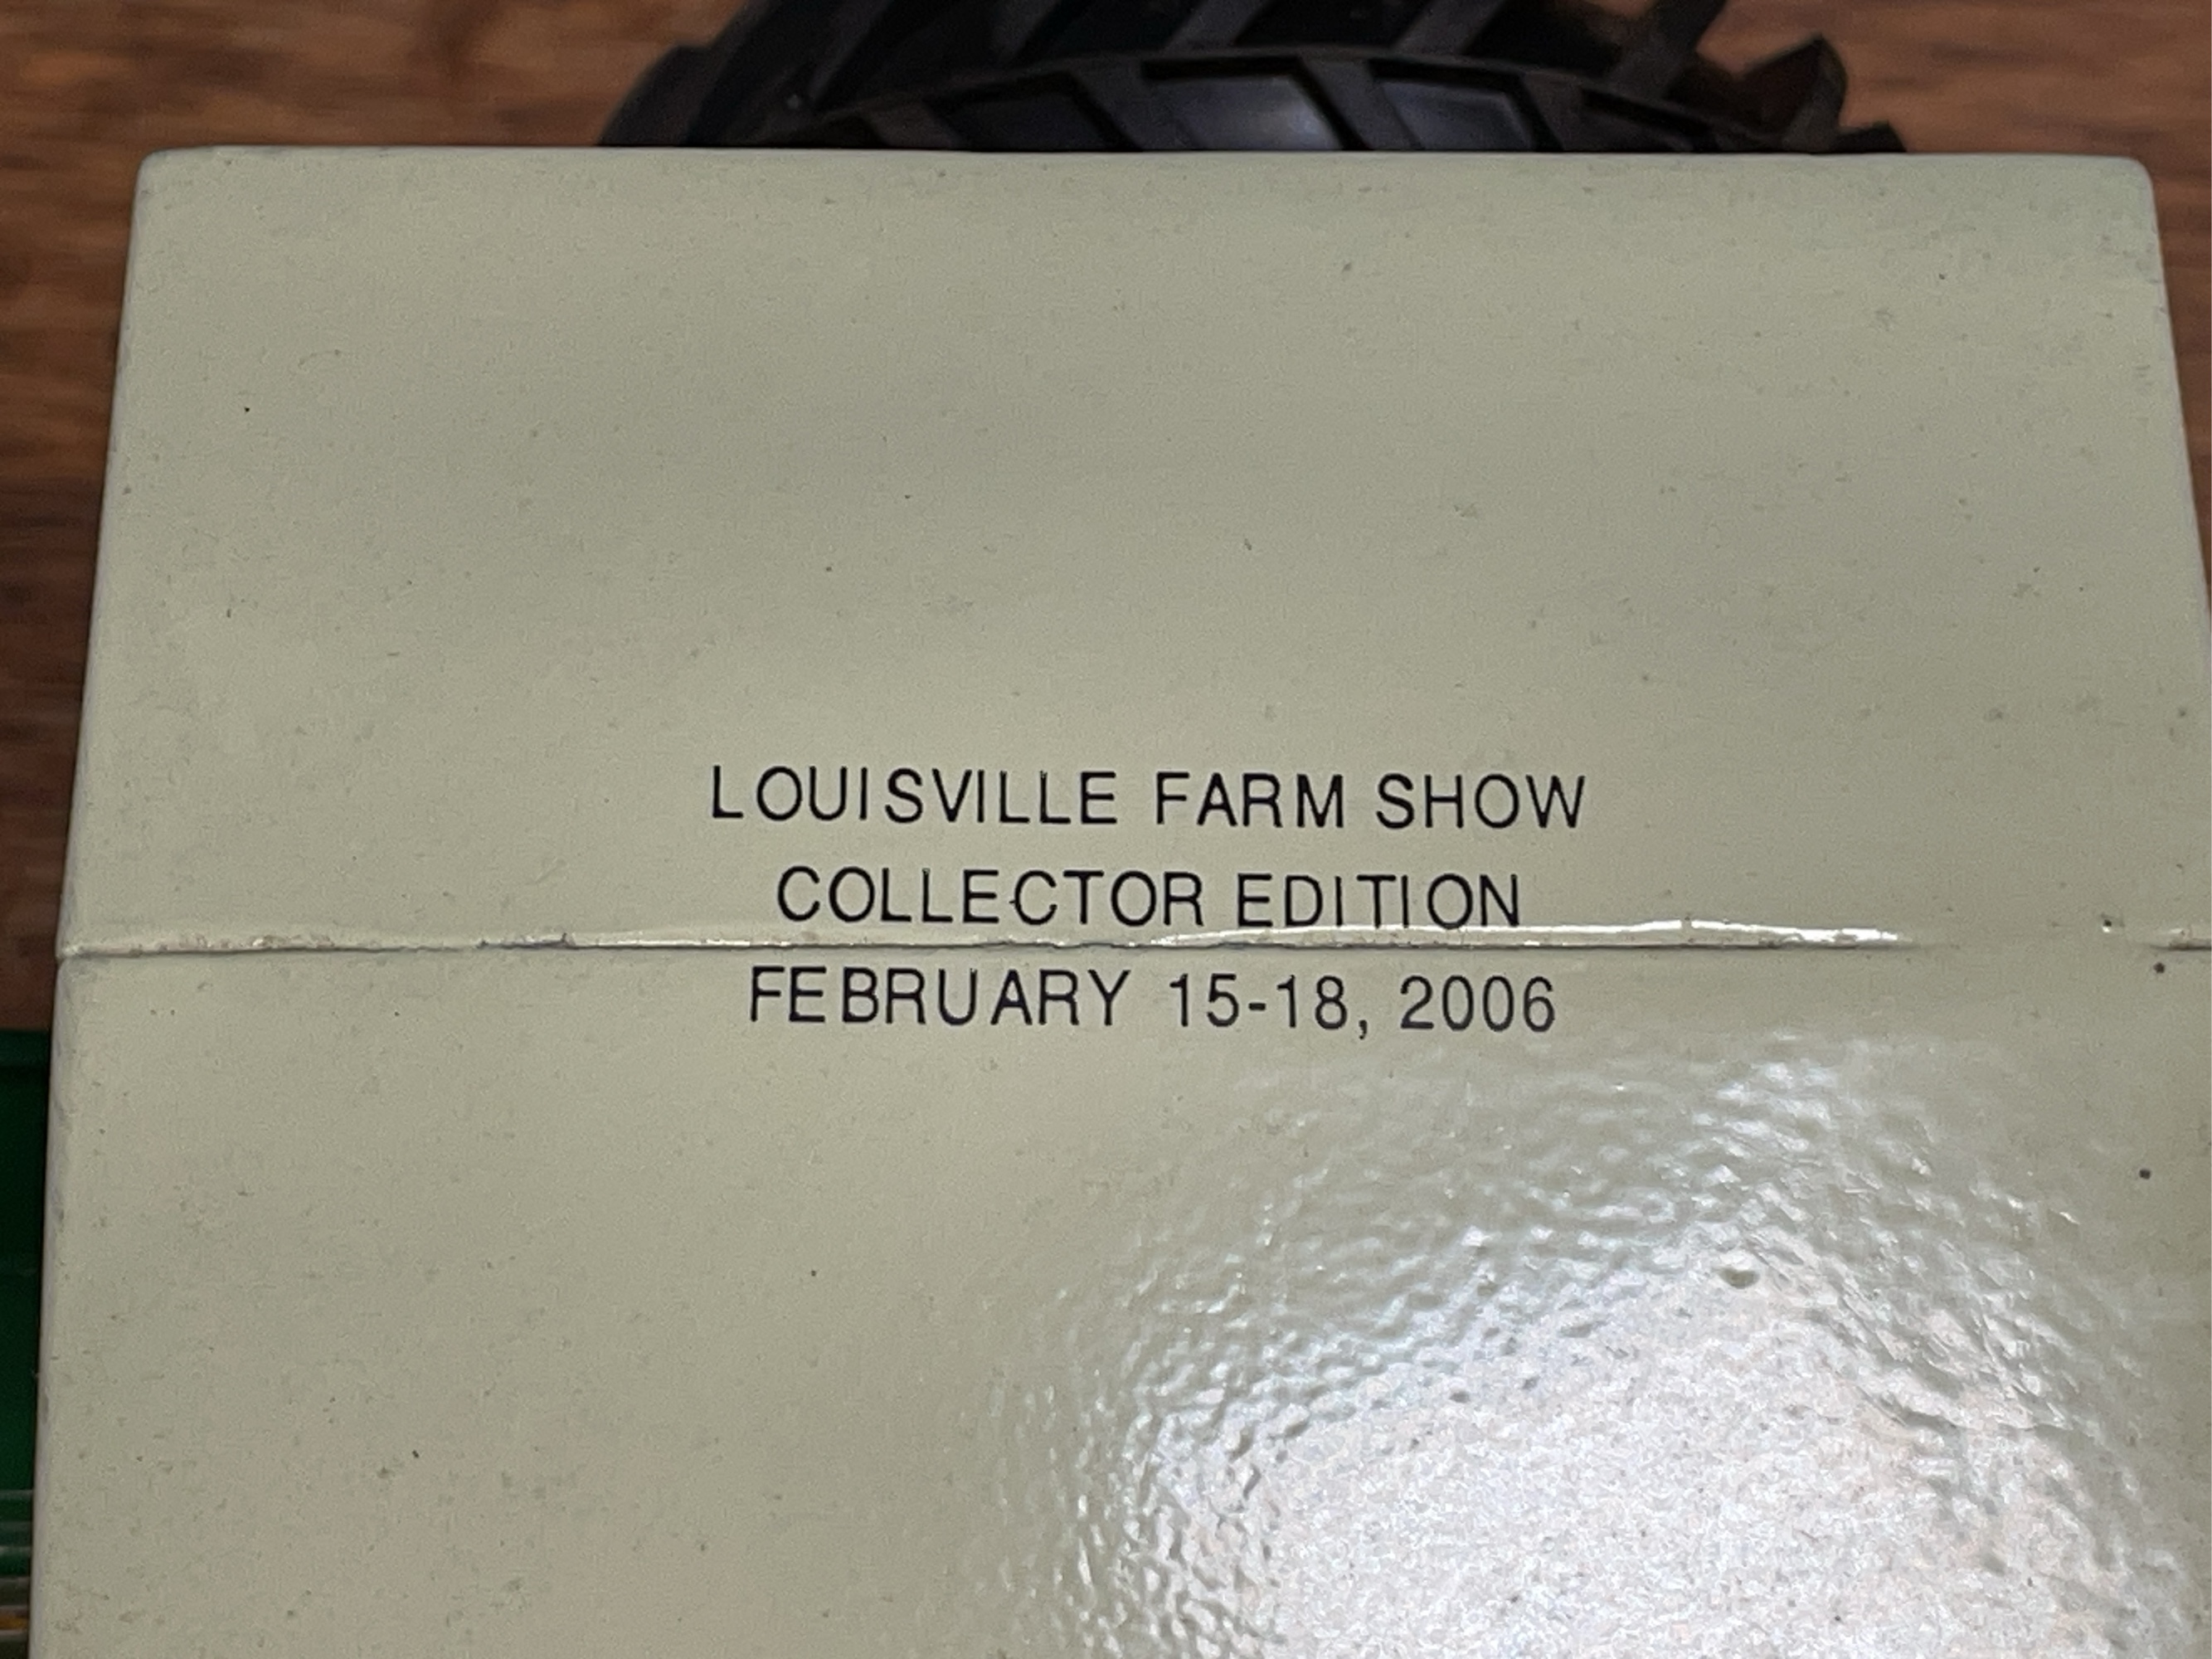 LOUISVILLE FARM SHOW
COLLECTOR EDITION
FEBRUARY 15-18, 2006